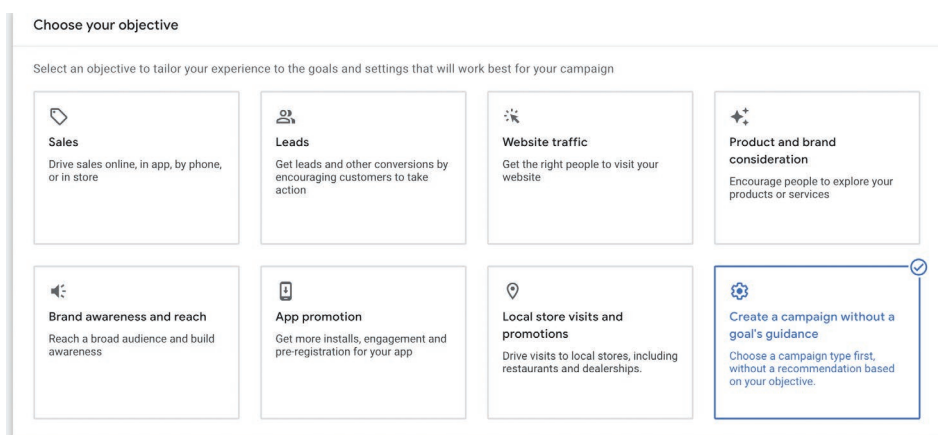 Choose your objective
Select an objective to tailor your experience to the goals and settings that will work best for your campaign
Sales
Drive sales online, in app, by phone,
or in store
Leads
Get leads and other conversions by
encouraging customers to take
action
Website traffic
Get the right people to visit your
website
Product and brand
consideration
Encourage people to explore your
products or services
Brand awareness and reach
Reach a broad audience and build
awareness
App promotion
Get more installs, engagement and
pre-registration for your app
Local store visits and
promotions
Drive visits to local stores, including
restaurants and dealerships.
Create a campaign without a
goal's guidance
Choose a campaign type first,
without a recommendation based
on your objective.